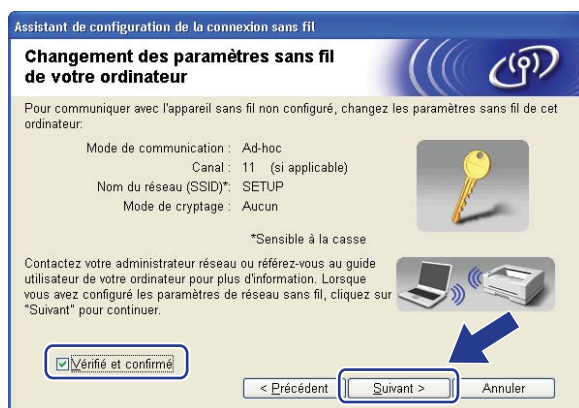 Assistant de configuration de la connexion sans fil
Changement des paramètres sans fil
de votre ordinateur
Pour communiquer avec l'appareil sans fil non configuré, changez les paramètres sans fil de cet
ordinateur:
Mode de communication : Ad-hoc
Canal : 11 (si applicable)
Nom du réseau (SSID)*: SETUP
Mode de cryptage : Aucun
*Sensible à la casse
Contactez votre administrateur réseau ou référez-vous au guide
utilisateur de votre ordinateur pour plus d'information. Lorsque
vous avez configuré les paramètres de réseau sans fil, cliquez sur
"Suivant" pour continuer.
Vérifié et confirmé
< Précédent Suivant > Annuler